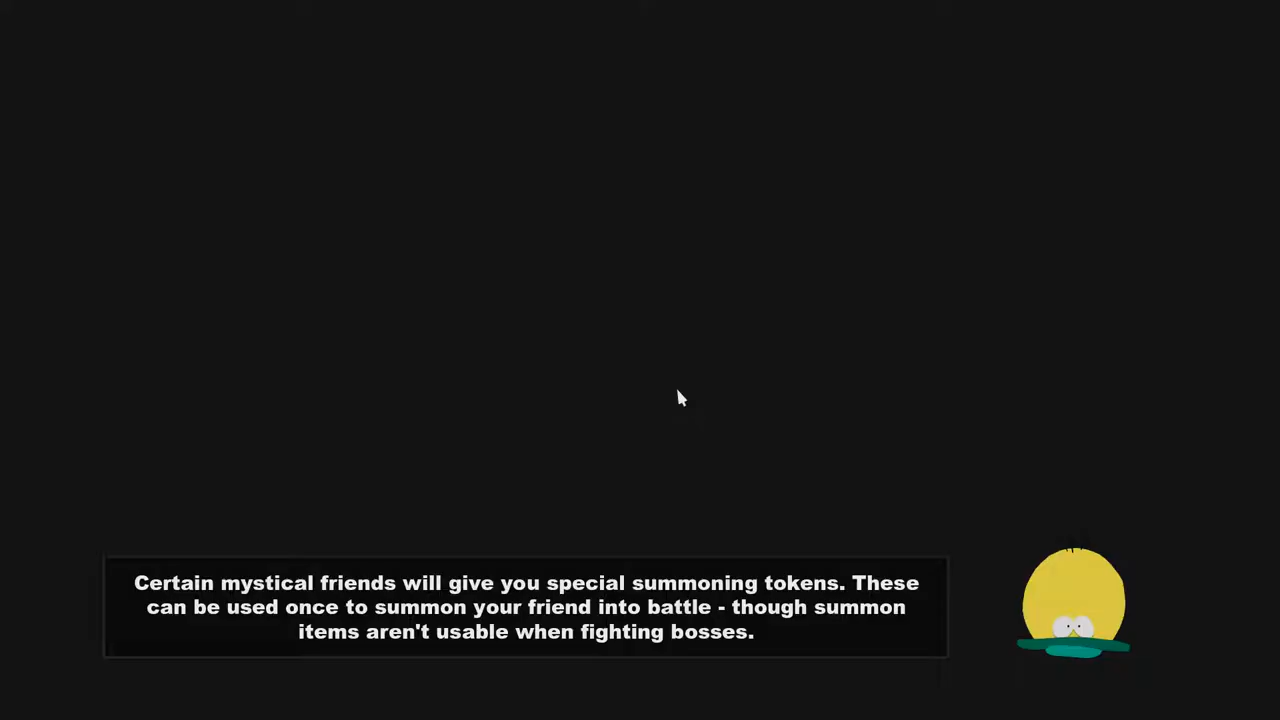 Certain mystical friends will give you special summoning tokens. These
can be used once to summon your friend into battle - though summon
items aren't usable when fighting bosses.